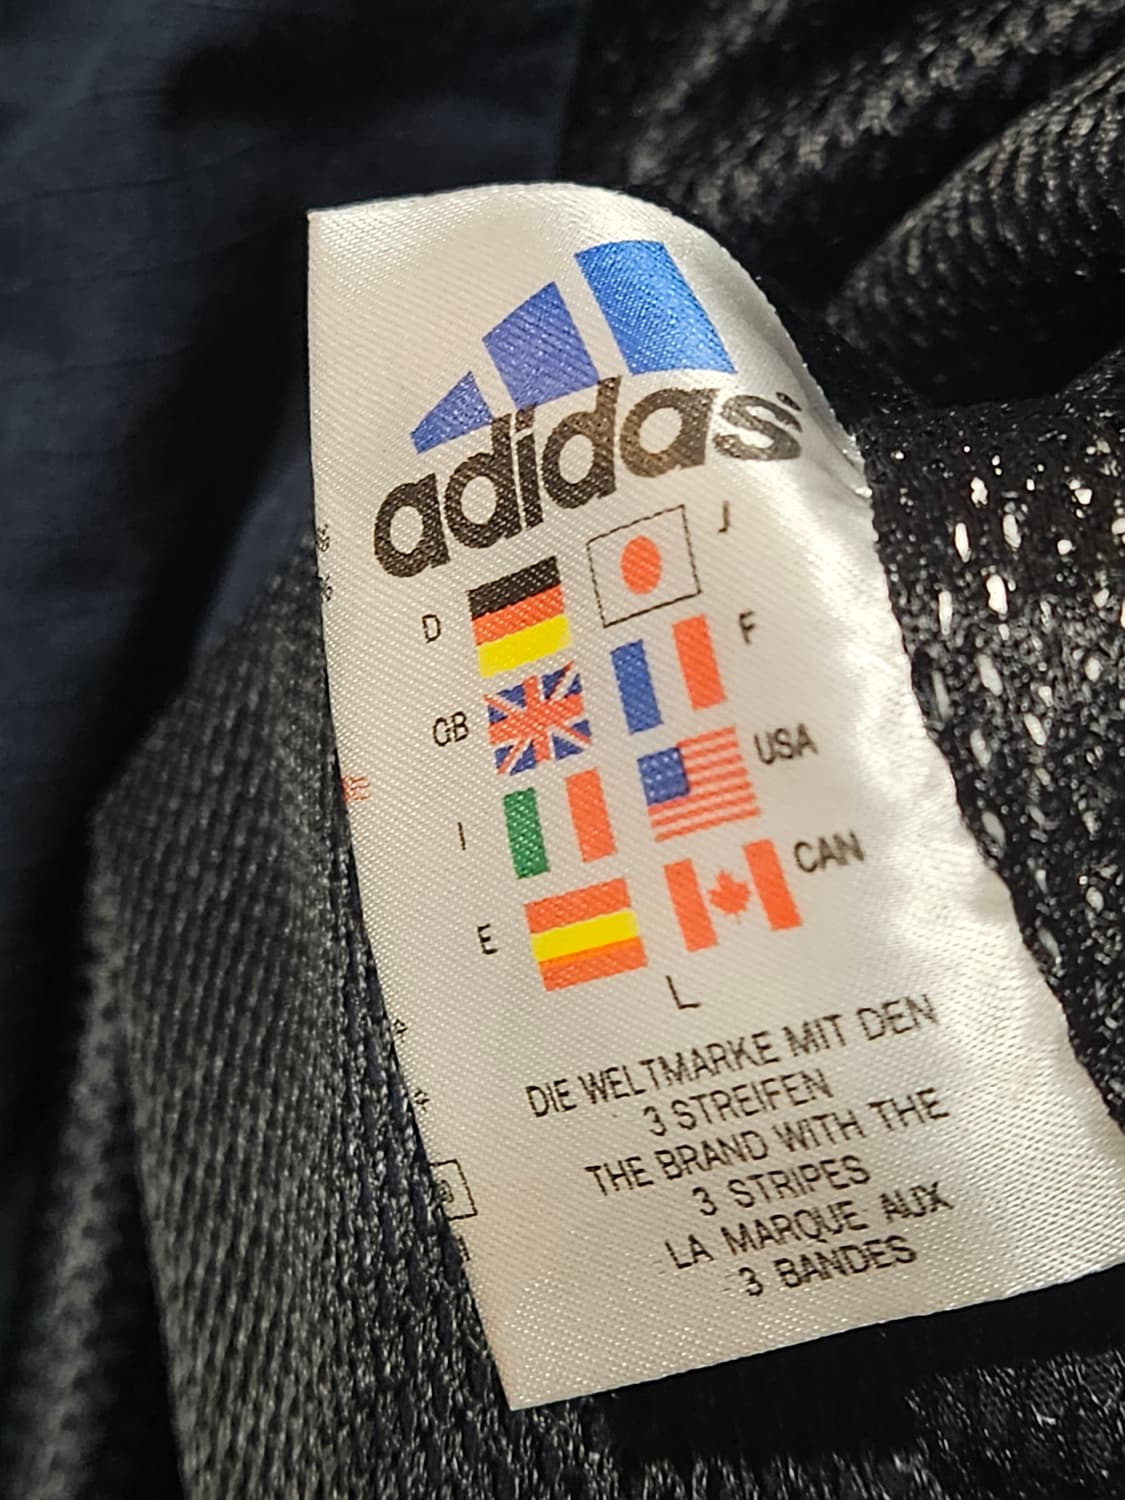 adidas
D
J
GB
F
I
USA
E
CAN
L
DIE WELTMARKE MIT DEN
3 STREIFEN
THE BRAND WITH THE
3 STRIPES
LA MARQUE AUX
3 BANDES